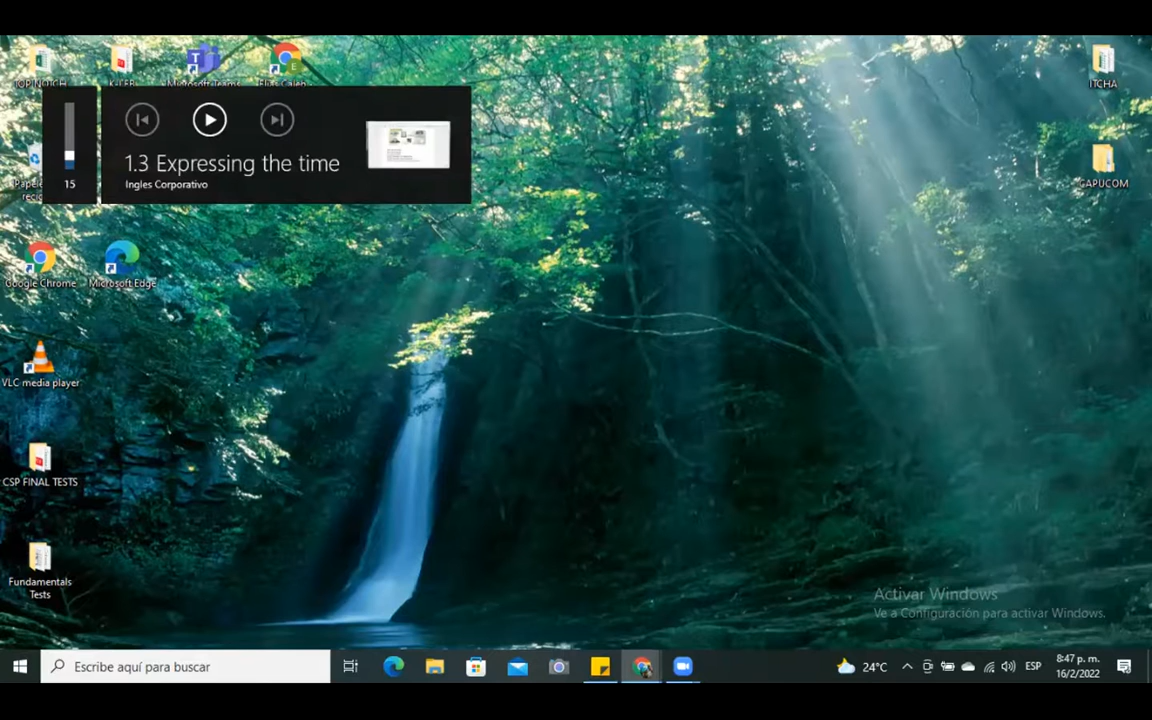 Microsoft Teams
ITCHA
1.3 Expressing the time
Ingles Corporativo
15
CAPUCOM
Google Chrome
Microsoft Edge
VLC media player
CSP FINAL TESTS
Fundamentals
Tests
Activar Windows
Ve a Configuración para activar Windows.
Escribe aquí para buscar
24°C
ESP
8:47 p. m.
16/2/2022